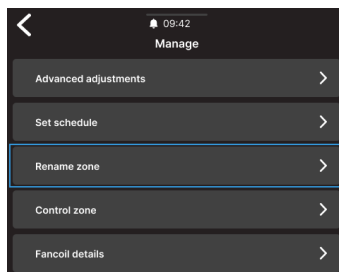 09:42
Manage
Advanced adjustments
Set schedule
Rename zone
Control zone
Fancoil details